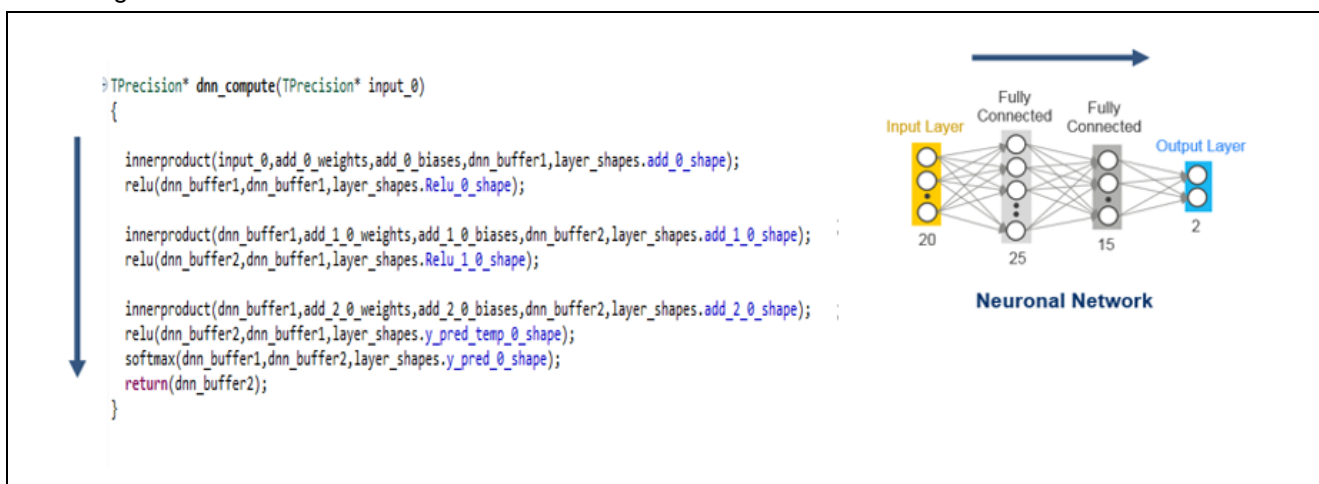 TPrecision* dnn_compute(TPrecision* input_0)
{
innerproduct(input_0,add_0_weights,add_0_biases,dnn_buffer1,layer_shapes.add_0_shape);
relu(dnn_buffer1,dnn_buffer1,layer_shapes.Relu_0_shape);
innerproduct(dnn_buffer1,add_1_0_weights,add_1_0_biases,dnn_buffer2,layer_shapes.add_1_0_shape);
relu(dnn_buffer2,dnn_buffer1,layer_shapes.Relu_1_0_shape);
innerproduct(dnn_buffer1,add_2_0_weights,add_2_0_biases,dnn_buffer2,layer_shapes.add_2_0_shape);
relu(dnn_buffer2,dnn_buffer1,layer_shapes.y_pred_temp_0_shape);
softmax(dnn_buffer1,dnn_buffer2,layer_shapes.y_pred_0_shape);
return(dnn_buffer2);
}
Input Layer
Fully
Connected
Fully
Connected
Output Layer
20
25
15
2
Neuronal Network